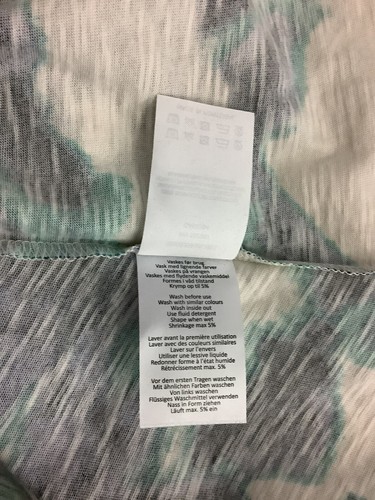 Vaskes før brug
Vask med lignende farver
Vaskes på vrangen
Vaskes med flydende vaskemiddel
Formes i våd tilstand
Krymp op til 5%
Wash before use
Wash with similar colours
Wash inside out
Use fluid detergent
Shape when wet
Shrinkage max 5%
Laver avant la première utilisation
Laver avec des couleurs similaires
Laver sur l'envers
Utiliser une lessive liquide
Redonner forme à l'état humide
Rétrécissement max. 5%
Vor dem ersten Tragen waschen
Mit ähnlichen Farben waschen
Von links waschen
Flüssiges Waschmittel verwenden
Nass in Form ziehen
Läuft max. 5% ein